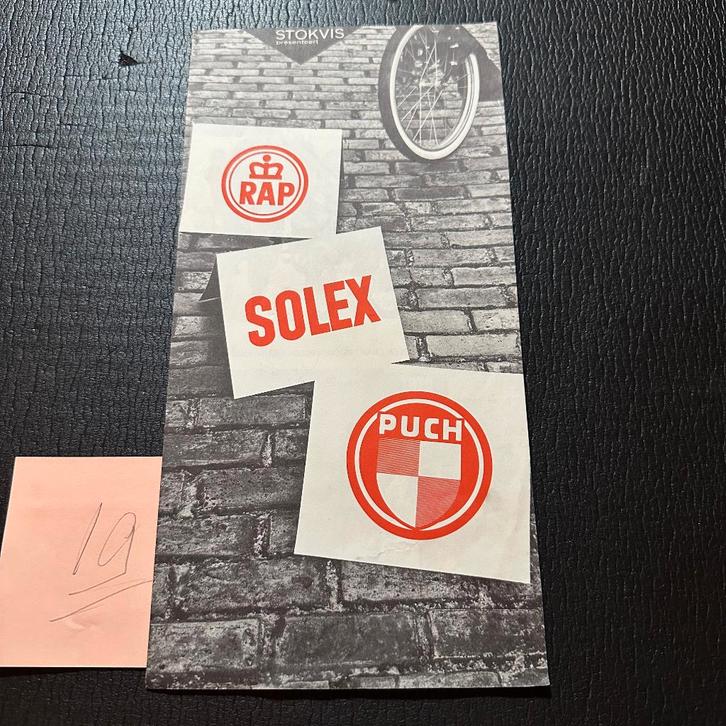 STOKVIS
presenteert
RAP
SOLEX
PUCH
19